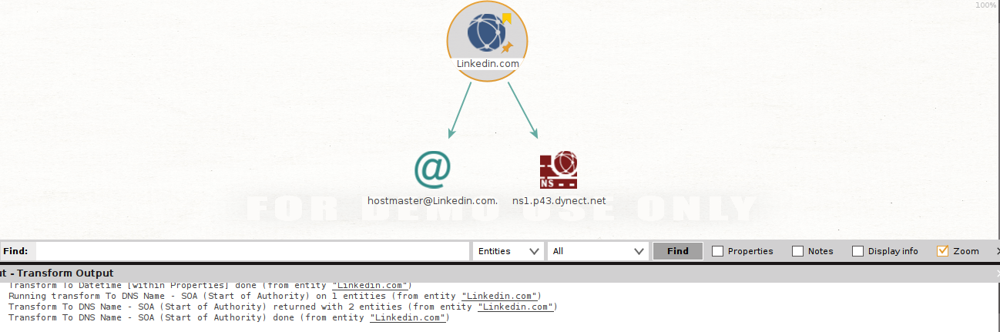 100%
Linkedin.com
NS
hostmaster@Linkedin.com. ns1.p43.dynect.net
FOR DEMO USE ONLY
Find: Entities All Find Properties Notes Display info Zoom
ut - Transform Output
Transform To Datetime [within Properties] done (from entity "Linkedin.com")
Running transform To DNS Name - SOA (Start of Authority) on 1 entities (from entity "Linkedin.com")
Transform To DNS Name - SOA (Start of Authority) returned with 2 entities (from entity "Linkedin.com")
Transform To DNS Name - SOA (Start of Authority) done (from entity "Linkedin.com")